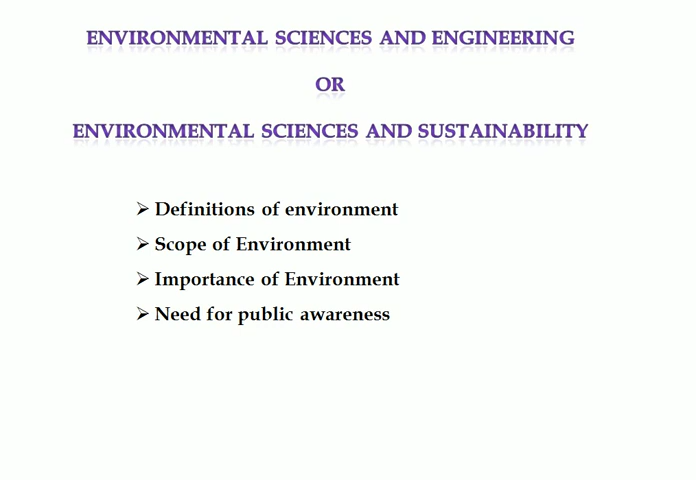 ENVIRONMENTAL SCIENCES AND ENGINEERING
OR
ENVIRONMENTAL SCIENCES AND SUSTAINABILITY
➢ Definitions of environment
➢ Scope of Environment
➢ Importance of Environment
➢ Need for public awareness